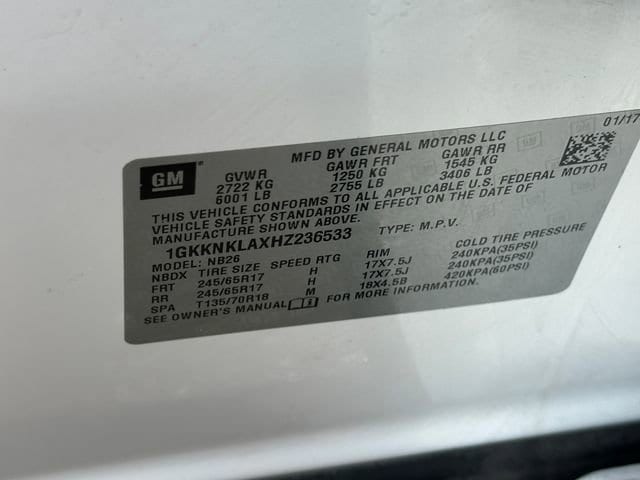 01/17
MFD BY GENERAL MOTORS LLC
GM
GVWR GAWR FRT GAWR RR
2722 KG 1250 KG 1545 KG
6001 LB 2755 LB 3406 LB
THIS VEHICLE CONFORMS TO ALL APPLICABLE U.S. FEDERAL MOTOR
VEHICLE SAFETY STANDARDS IN EFFECT ON THE DATE OF
MANUFACTURE SHOWN ABOVE.
1GKKNKLAXHZ236533 TYPE: M.P.V.
MODEL: NB26
NBDX TIRE SIZE SPEED RTG RIM COLD TIRE PRESSURE
FRT 245/65R17 H 17X7.5J 240KPA(35PSI)
RR 245/65R17 H 17X7.5J 240KPA(35PSI)
SPA T135/70R18 M 18X4.5B 420KPA(60PSI)
SEE OWNER'S MANUAL FOR MORE INFORMATION.